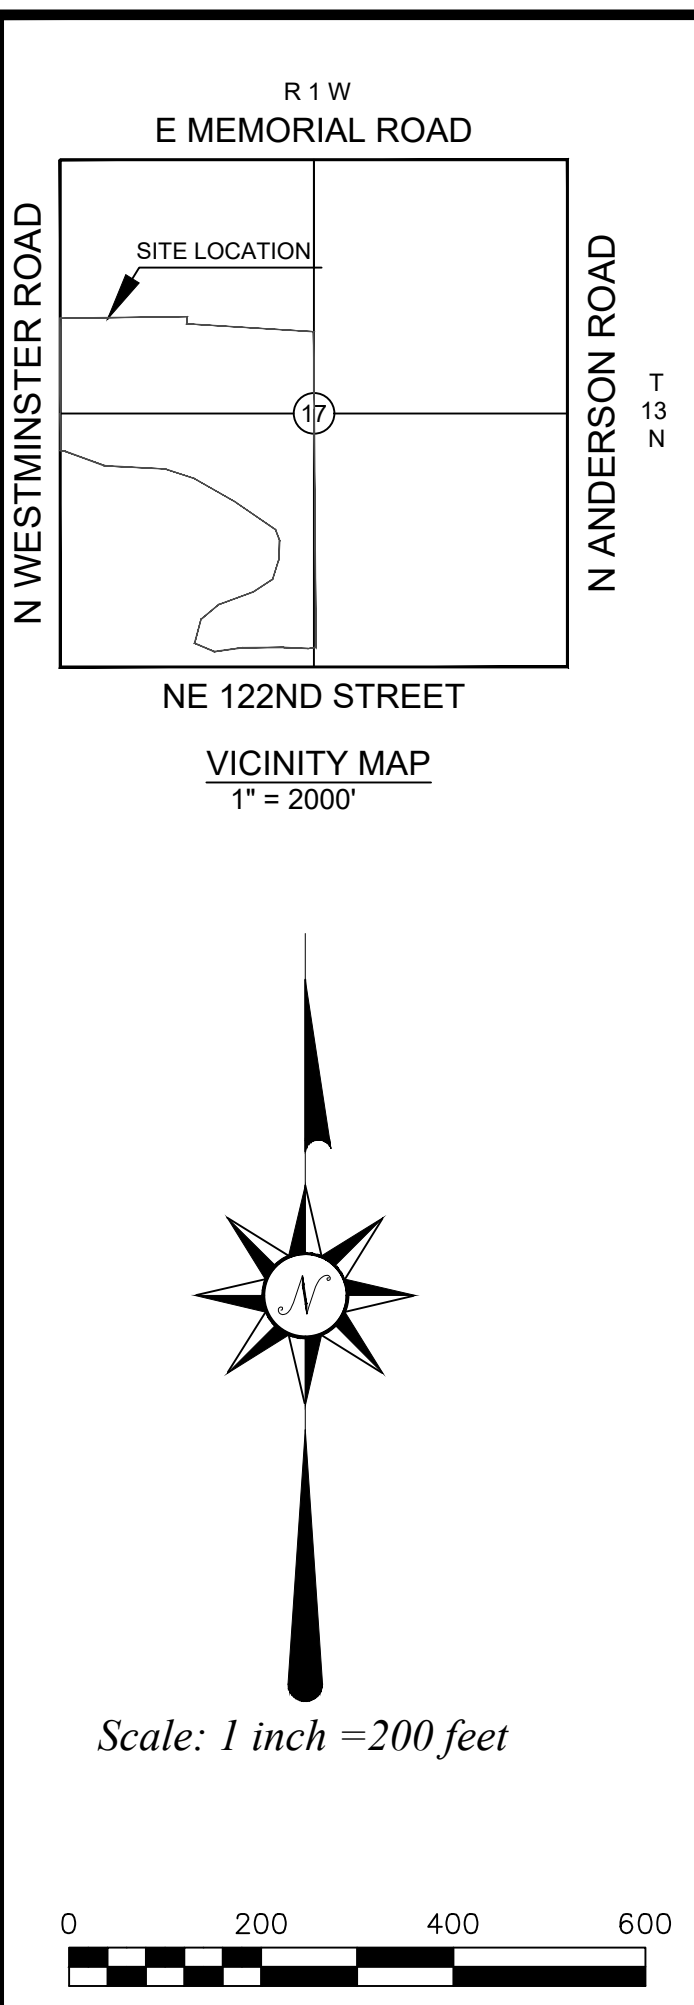 R 1 W
E MEMORIAL ROAD
N WESTMINSTER ROAD
SITE LOCATION
N ANDERSON ROAD
T
13
N
17
NE 122ND STREET
VICINITY MAP
1" = 2000'
N
Scale: 1 inch =200 feet
0 200 400 600